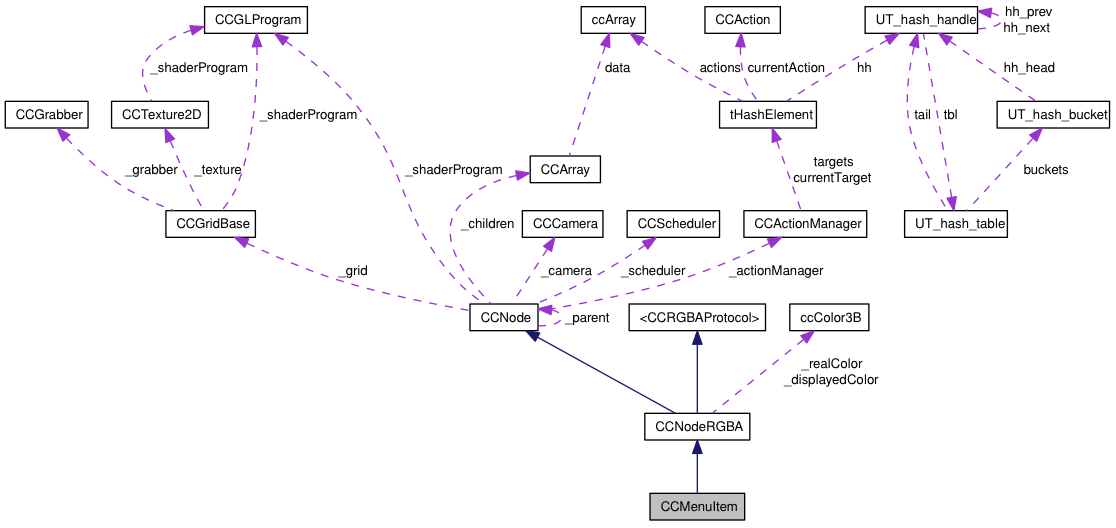 CCGLProgram
ccArray
CCAction
UT_hash_handle
hh_prev
hh_next
_shaderProgram
data
actions
currentAction
hh
hh_head
CCGrabber
CCTexture2D
_shaderProgram
tHashElement
tail
tbl
UT_hash_bucket
_grabber
_texture
_shaderProgram
CCArray
targets
currentTarget
buckets
CCGridBase
_children
CCCamera
CCScheduler
CCActionManager
UT_hash_table
_grid
_camera
_scheduler
_actionManager
CCNode
_parent
<CCRGBAProtocol>
ccColor3B
_realColor
_displayedColor
CCNodeRGBA
CCMenuItem